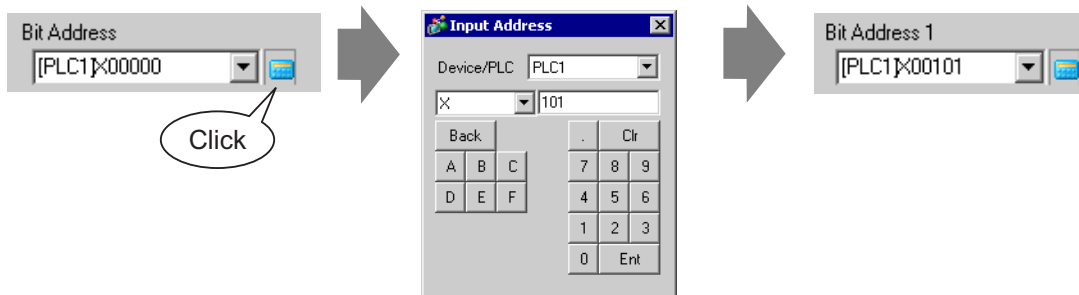 Bit Address
[PLC1]X00000
Click
Input Address
Device/PLC PLC1
X 101
Back . Clr
A B C 7 8 9
D E F 4 5 6
1 2 3
0 Ent
Bit Address 1
[PLC1]X00101